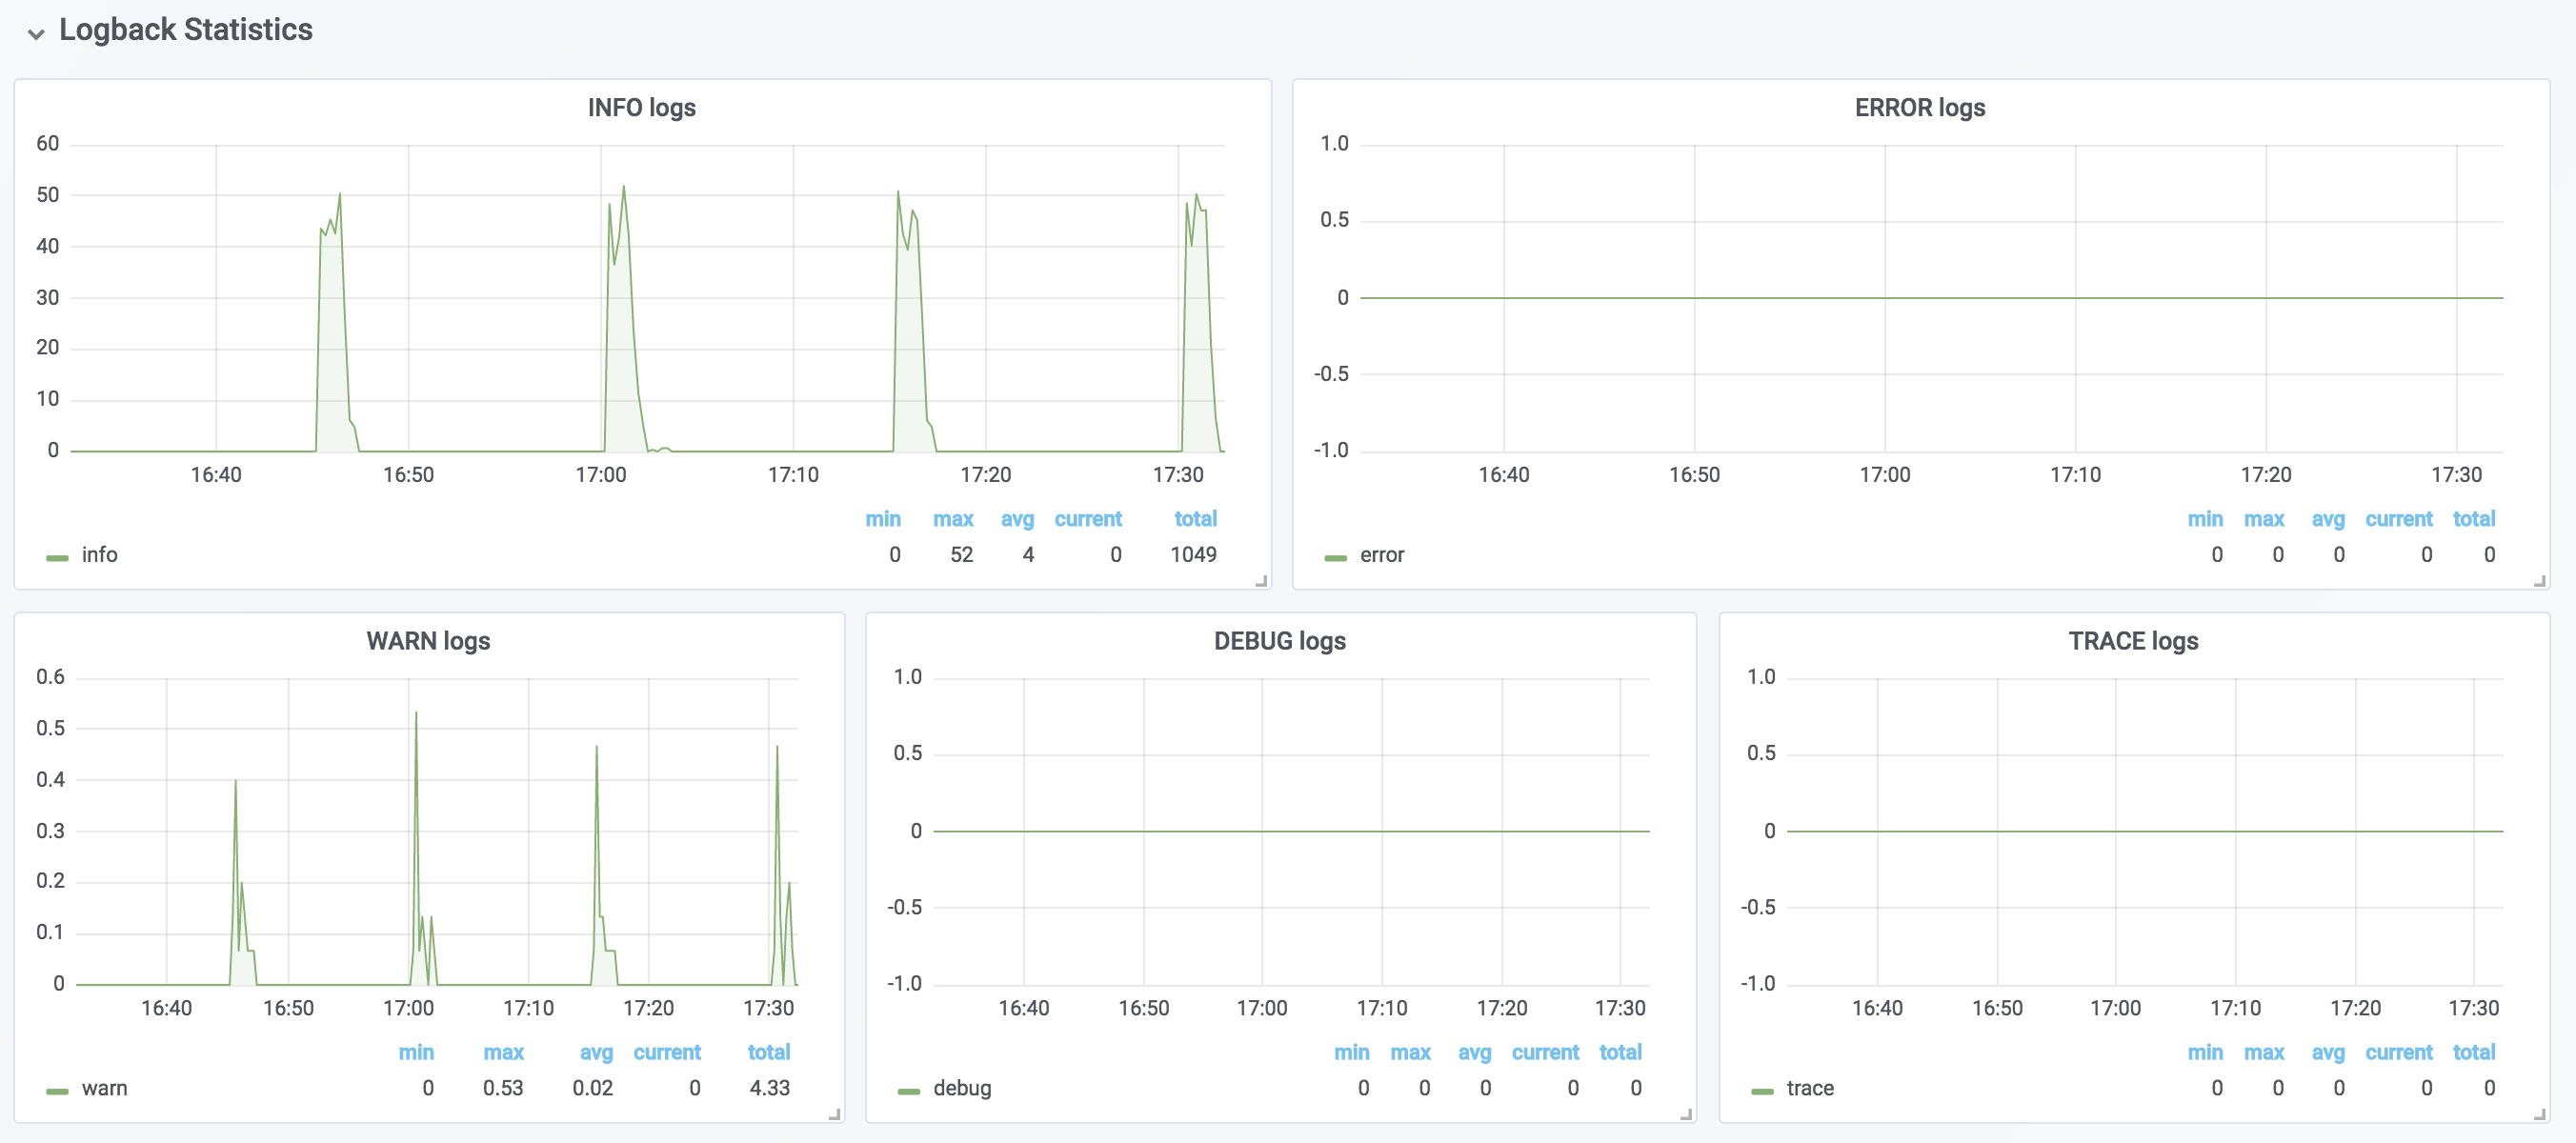 Logback Statistics
INFO logs
60
50
40
30
20
10
0
16:40 16:50 17:00 17:10 17:20 17:30
min max avg current total
info 0 52 4 0 1049
ERROR logs
1.0
0.5
0
-0.5
-1.0
16:40 16:50 17:00 17:10 17:20 17:30
min max avg current total
error 0 0 0 0 0
WARN logs
0.6
0.5
0.4
0.3
0.2
0.1
0
16:40 16:50 17:00 17:10 17:20 17:30
min max avg current total
warn 0 0.53 0.02 0 4.33
DEBUG logs
1.0
0.5
0
-0.5
-1.0
16:40 16:50 17:00 17:10 17:20 17:30
min max avg current total
debug 0 0 0 0 0
TRACE logs
1.0
0.5
0
-0.5
-1.0
16:40 16:50 17:00 17:10 17:20 17:30
min max avg current total
trace 0 0 0 0 0